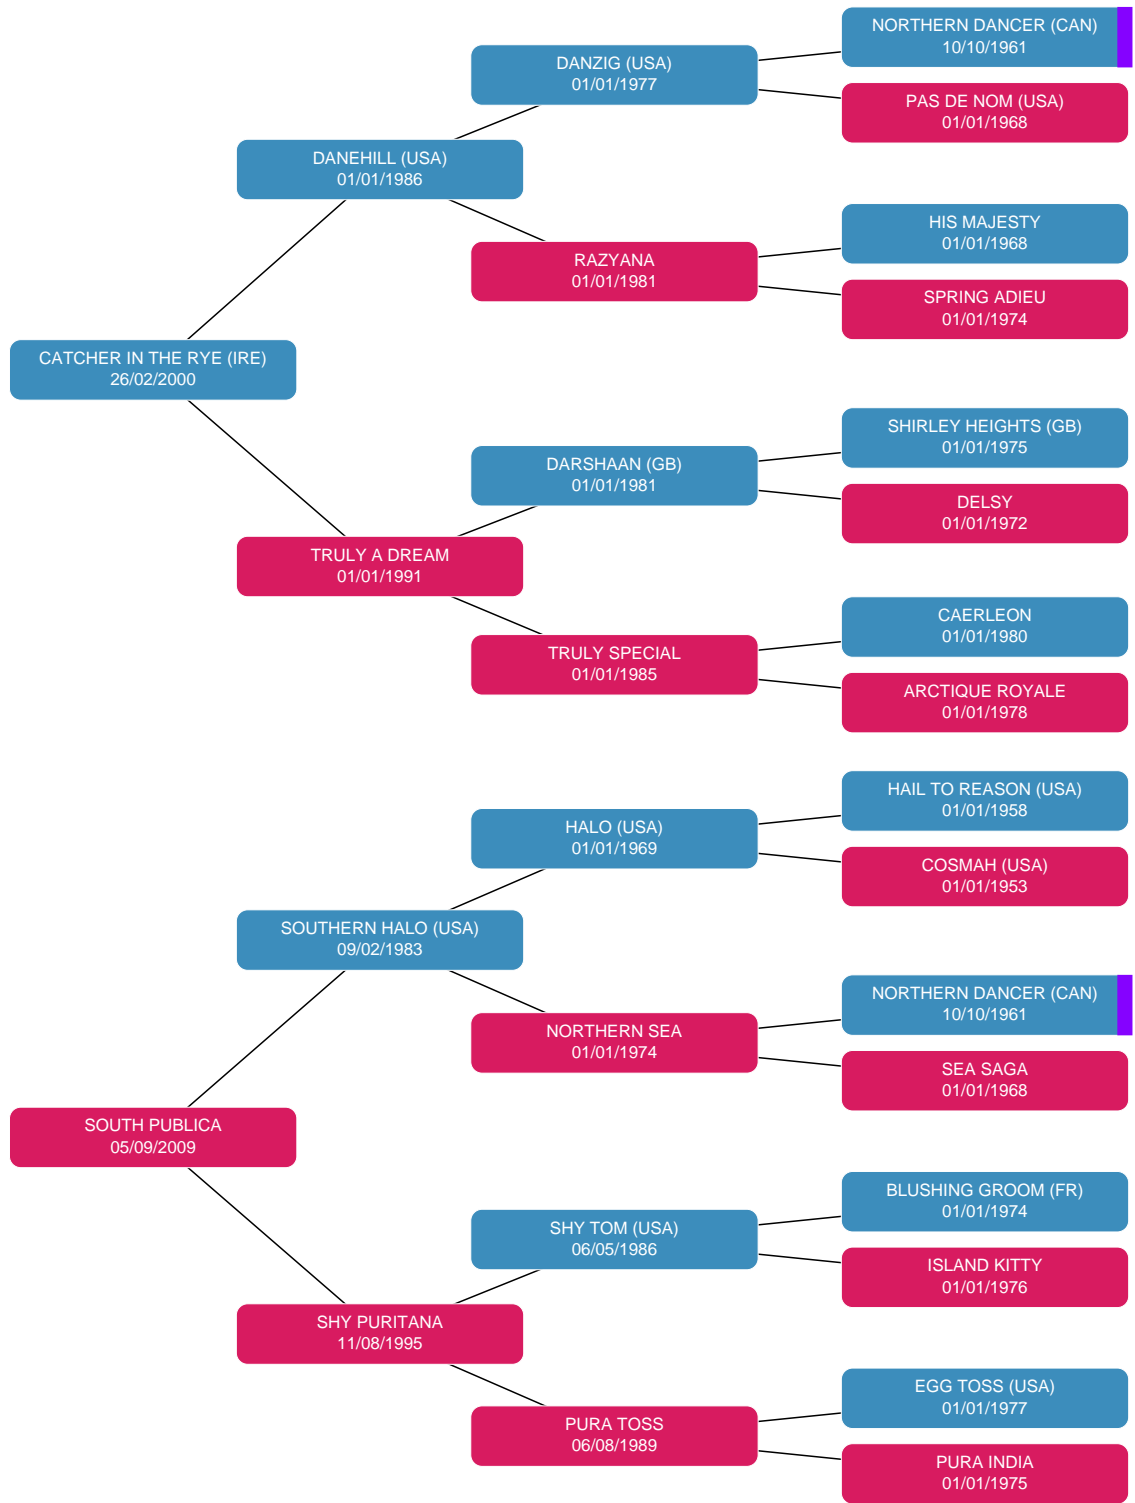 NORTHERN DANCER (CAN)
10/10/1961
DANZIG (USA)
01/01/1977
PAS DE NOM (USA)
01/01/1968
DANEHILL (USA)
01/01/1986
HIS MAJESTY
01/01/1968
RAZYANA
01/01/1981
SPRING ADIEU
01/01/1974
CATCHER IN THE RYE (IRE)
26/02/2000
SHIRLEY HEIGHTS (GB)
01/01/1975
DARSHAAN (GB)
01/01/1981
DELSY
01/01/1972
TRULY A DREAM
01/01/1991
CAERLEON
01/01/1980
TRULY SPECIAL
01/01/1985
ARCTIQUE ROYALE
01/01/1978
HAIL TO REASON (USA)
01/01/1958
HALO (USA)
01/01/1969
COSMAH (USA)
01/01/1953
SOUTHERN HALO (USA)
09/02/1983
NORTHERN DANCER (CAN)
10/10/1961
NORTHERN SEA
01/01/1974
SEA SAGA
01/01/1968
SOUTH PUBLICA
05/09/2009
BLUSHING GROOM (FR)
01/01/1974
SHY TOM (USA)
06/05/1986
ISLAND KITTY
01/01/1976
SHY PURITANA
11/08/1995
EGG TOSS (USA)
01/01/1977
PURA TOSS
06/08/1989
PURA INDIA
01/01/1975